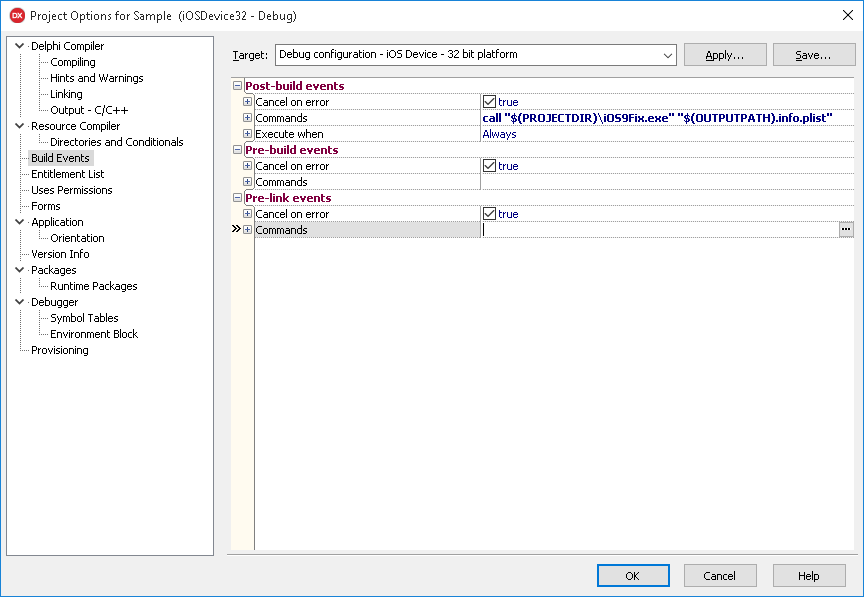 DX Project Options for Sample (iOSDevice32 - Debug)
Delphi Compiler
Compiling
Hints and Warnings
Linking
Output - C/C++
Resource Compiler
Directories and Conditionals
Build Events
Entitlement List
Uses Permissions
Forms
Application
Orientation
Version Info
Packages
Runtime Packages
Debugger
Symbol Tables
Environment Block
Provisioning
Target: Debug configuration - iOS Device - 32 bit platform Apply... Save...
Post-build events
Cancel on error true
Commands call "$(PROJECTDIR)\iOS9Fix.exe" "$(OUTPUTPATH).info.plist"
Execute when Always
Pre-build events
Cancel on error true
Commands
Pre-link events
Cancel on error true
Commands ...
OK Cancel Help